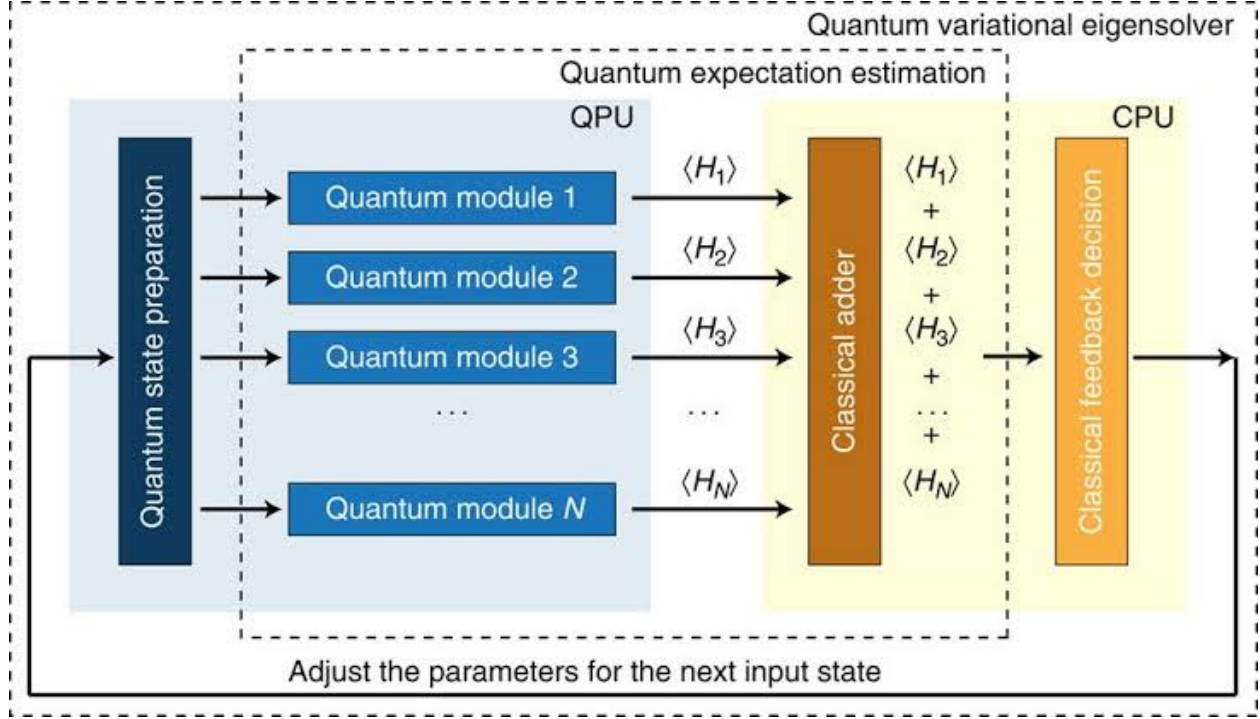 Quantum variational eigensolver
Quantum expectation estimation
QPU
CPU
Quantum state preparation
Quantum module 1
Quantum module 2
Quantum module 3
...
Quantum module N
⟨H₁⟩
⟨H₂⟩
⟨H₃⟩
...
⟨H_N⟩
Classical adder
⟨H₁⟩
+
⟨H₂⟩
+
⟨H₃⟩
+
...
+
⟨H_N⟩
Classical feedback decision
Adjust the parameters for the next input state